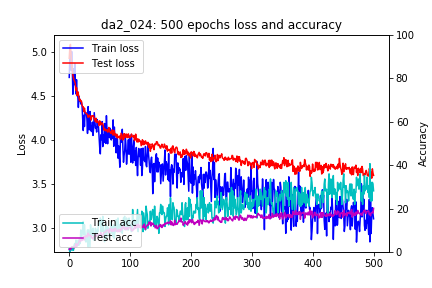 da2_024: 500 epochs loss and accuracy
Train loss
Test loss
Train acc
Test acc
Loss
5.0
4.5
4.0
3.5
3.0
Accuracy
100
80
60
40
20
0
0
100
200
300
400
500